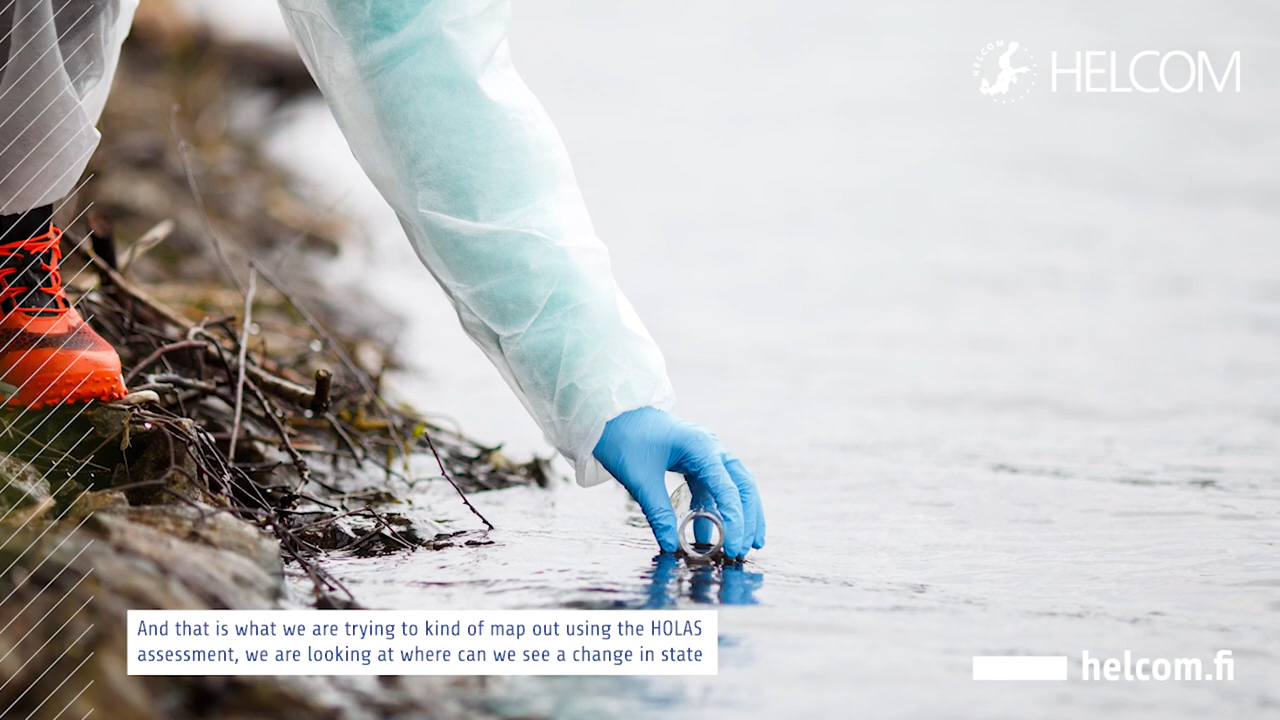 HELCOM
HELCOM
And that is what we are trying to kind of map out using the HOLAS
assessment, we are looking at where can we see a change in state
helcom.fi